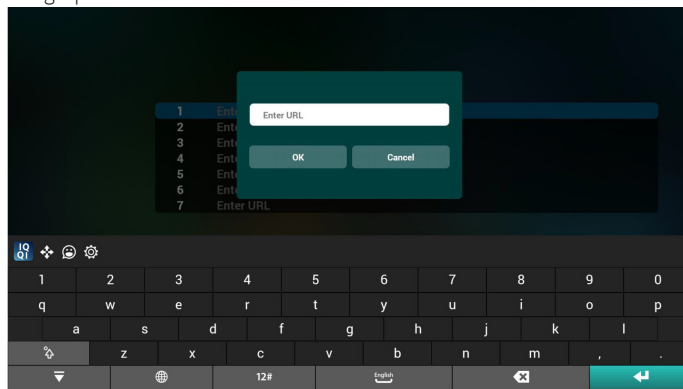 Enter URL
OK Cancel
1 Ente
2 Ente
3 Ente
4 Ente
5 Ente
6 Ente
7 Enter URL
IQQI
1 2 3 4 5 6 7 8 9 0
q w e r t y u i o p
a s d f g h j k l
z x c v b n m , .
12# English